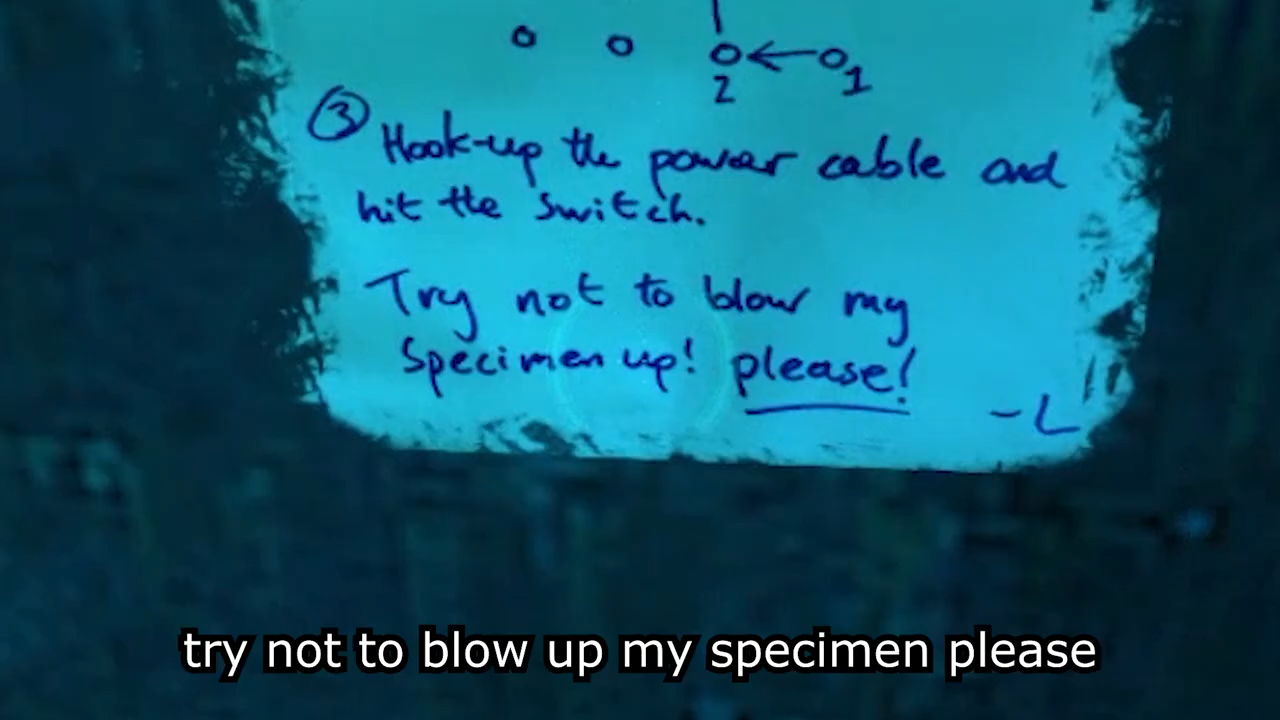 2
1
3 Hook-up the power cable and
hit the switch.
Try not to blow my
specimen up! please!
- L
try not to blow up my specimen please